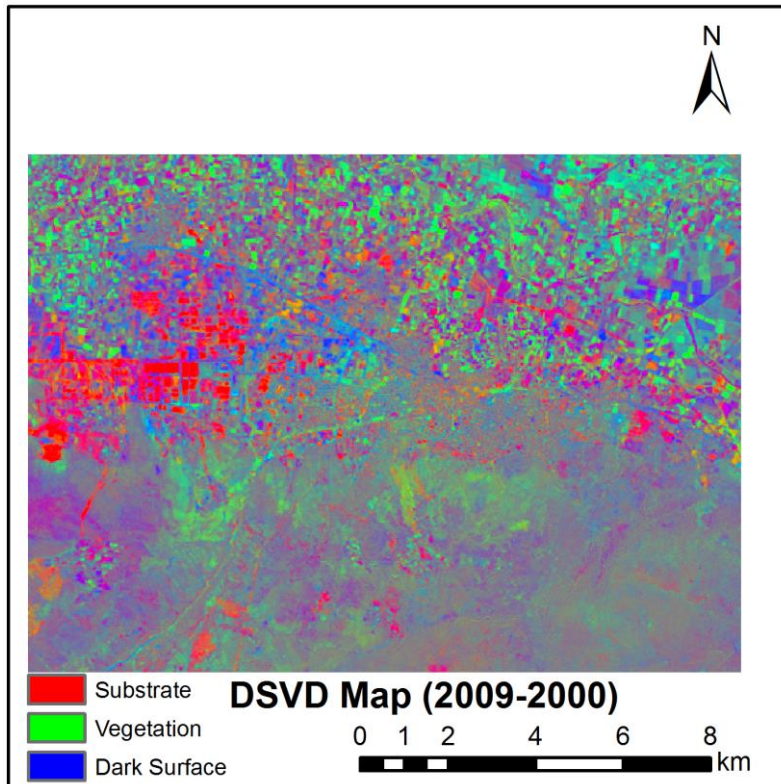 N
Substrate
Vegetation
Dark Surface
DSVD Map (2009-2000)
0 1 2 4 6 8
km